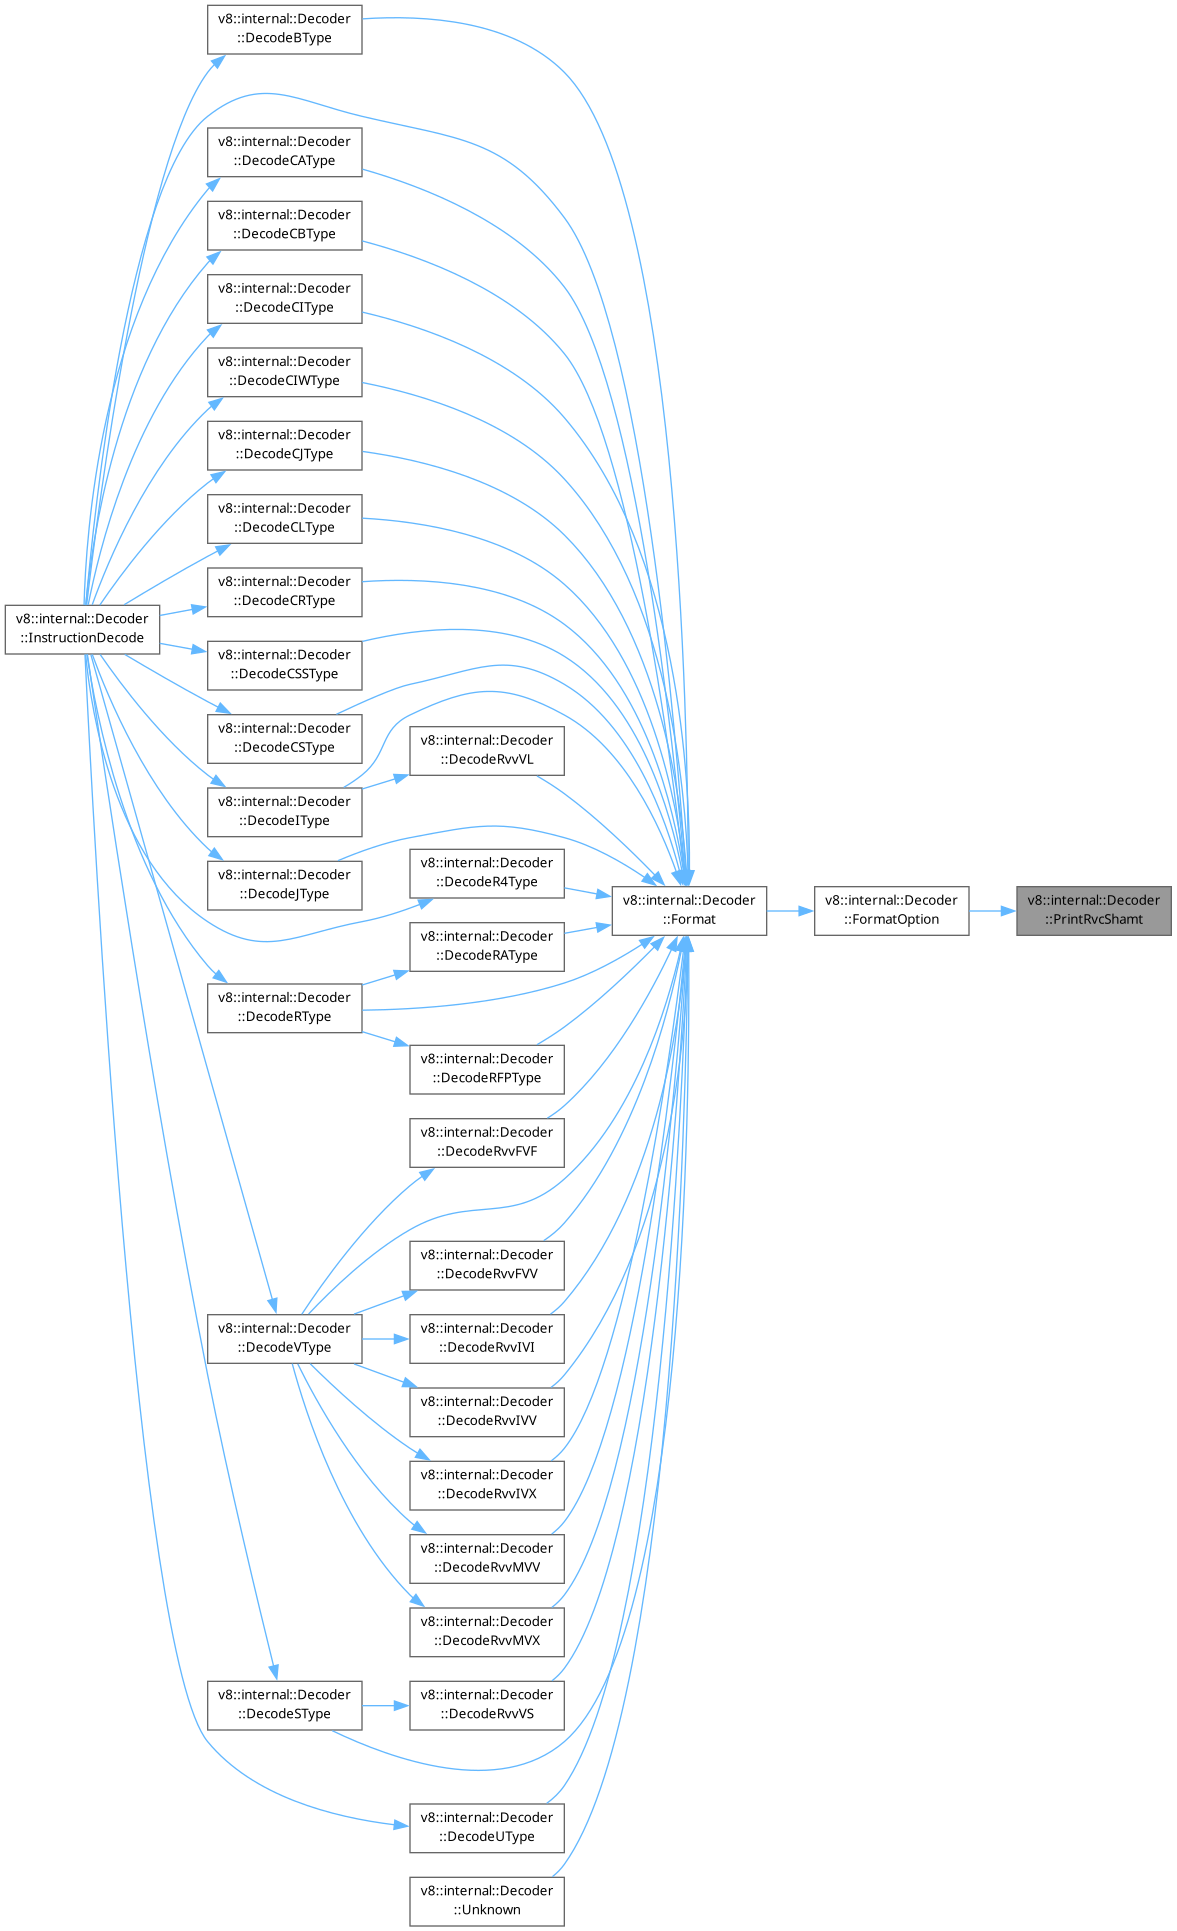 v8::internal::Decoder
::DecodeBType
v8::internal::Decoder
::DecodeCAType
v8::internal::Decoder
::DecodeCBType
v8::internal::Decoder
::DecodeCIType
v8::internal::Decoder
::DecodeCIWType
v8::internal::Decoder
::DecodeCJType
v8::internal::Decoder
::DecodeCLType
v8::internal::Decoder
::DecodeCRType
v8::internal::Decoder
::InstructionDecode
v8::internal::Decoder
::DecodeCSSType
v8::internal::Decoder
::DecodeCSType
v8::internal::Decoder
::DecodeRvvVL
v8::internal::Decoder
::DecodeIType
v8::internal::Decoder
::DecodeR4Type
v8::internal::Decoder
::DecodeJType
v8::internal::Decoder
::Format
v8::internal::Decoder
::FormatOption
v8::internal::Decoder
::PrintRvcShamt
v8::internal::Decoder
::DecodeRAType
v8::internal::Decoder
::DecodeRType
v8::internal::Decoder
::DecodeRFPType
v8::internal::Decoder
::DecodeRvvFVF
v8::internal::Decoder
::DecodeRvvFVV
v8::internal::Decoder
::DecodeVType
v8::internal::Decoder
::DecodeRvvIVI
v8::internal::Decoder
::DecodeRvvIVV
v8::internal::Decoder
::DecodeRvvIVX
v8::internal::Decoder
::DecodeRvvMVV
v8::internal::Decoder
::DecodeRvvMVX
v8::internal::Decoder
::DecodeSType
v8::internal::Decoder
::DecodeRvvVS
v8::internal::Decoder
::DecodeUType
v8::internal::Decoder
::Unknown